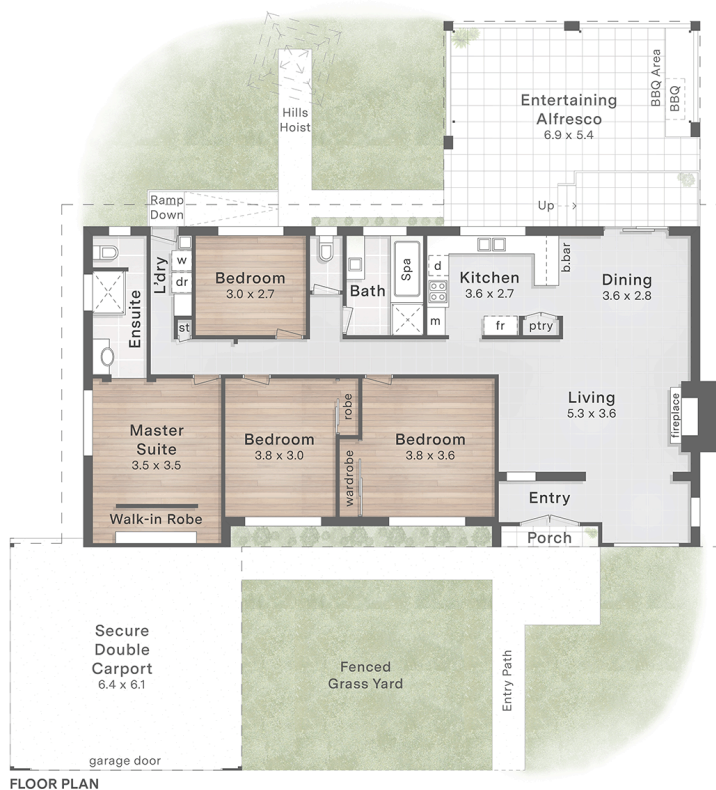 Hills
Hoist
Entertaining
Alfresco
6.9 x 5.4
BBQ Area
BBQ
Ramp
Down
Up
L'dry
w
dr
st
Bedroom
3.0 x 2.7
Bath
Spa
d
m
Kitchen
3.6 x 2.7
fr
ptry
b.bar
Dining
3.6 x 2.8
Ensuite
Living
5.3 x 3.6
fireplace
Master
Suite
3.5 x 3.5
Walk-in Robe
Bedroom
3.8 x 3.0
robe
wardrobe
Bedroom
3.8 x 3.6
Entry
Porch
Secure
Double
Carport
6.4 x 6.1
Fenced
Grass Yard
Entry Path
garage door
FLOOR PLAN